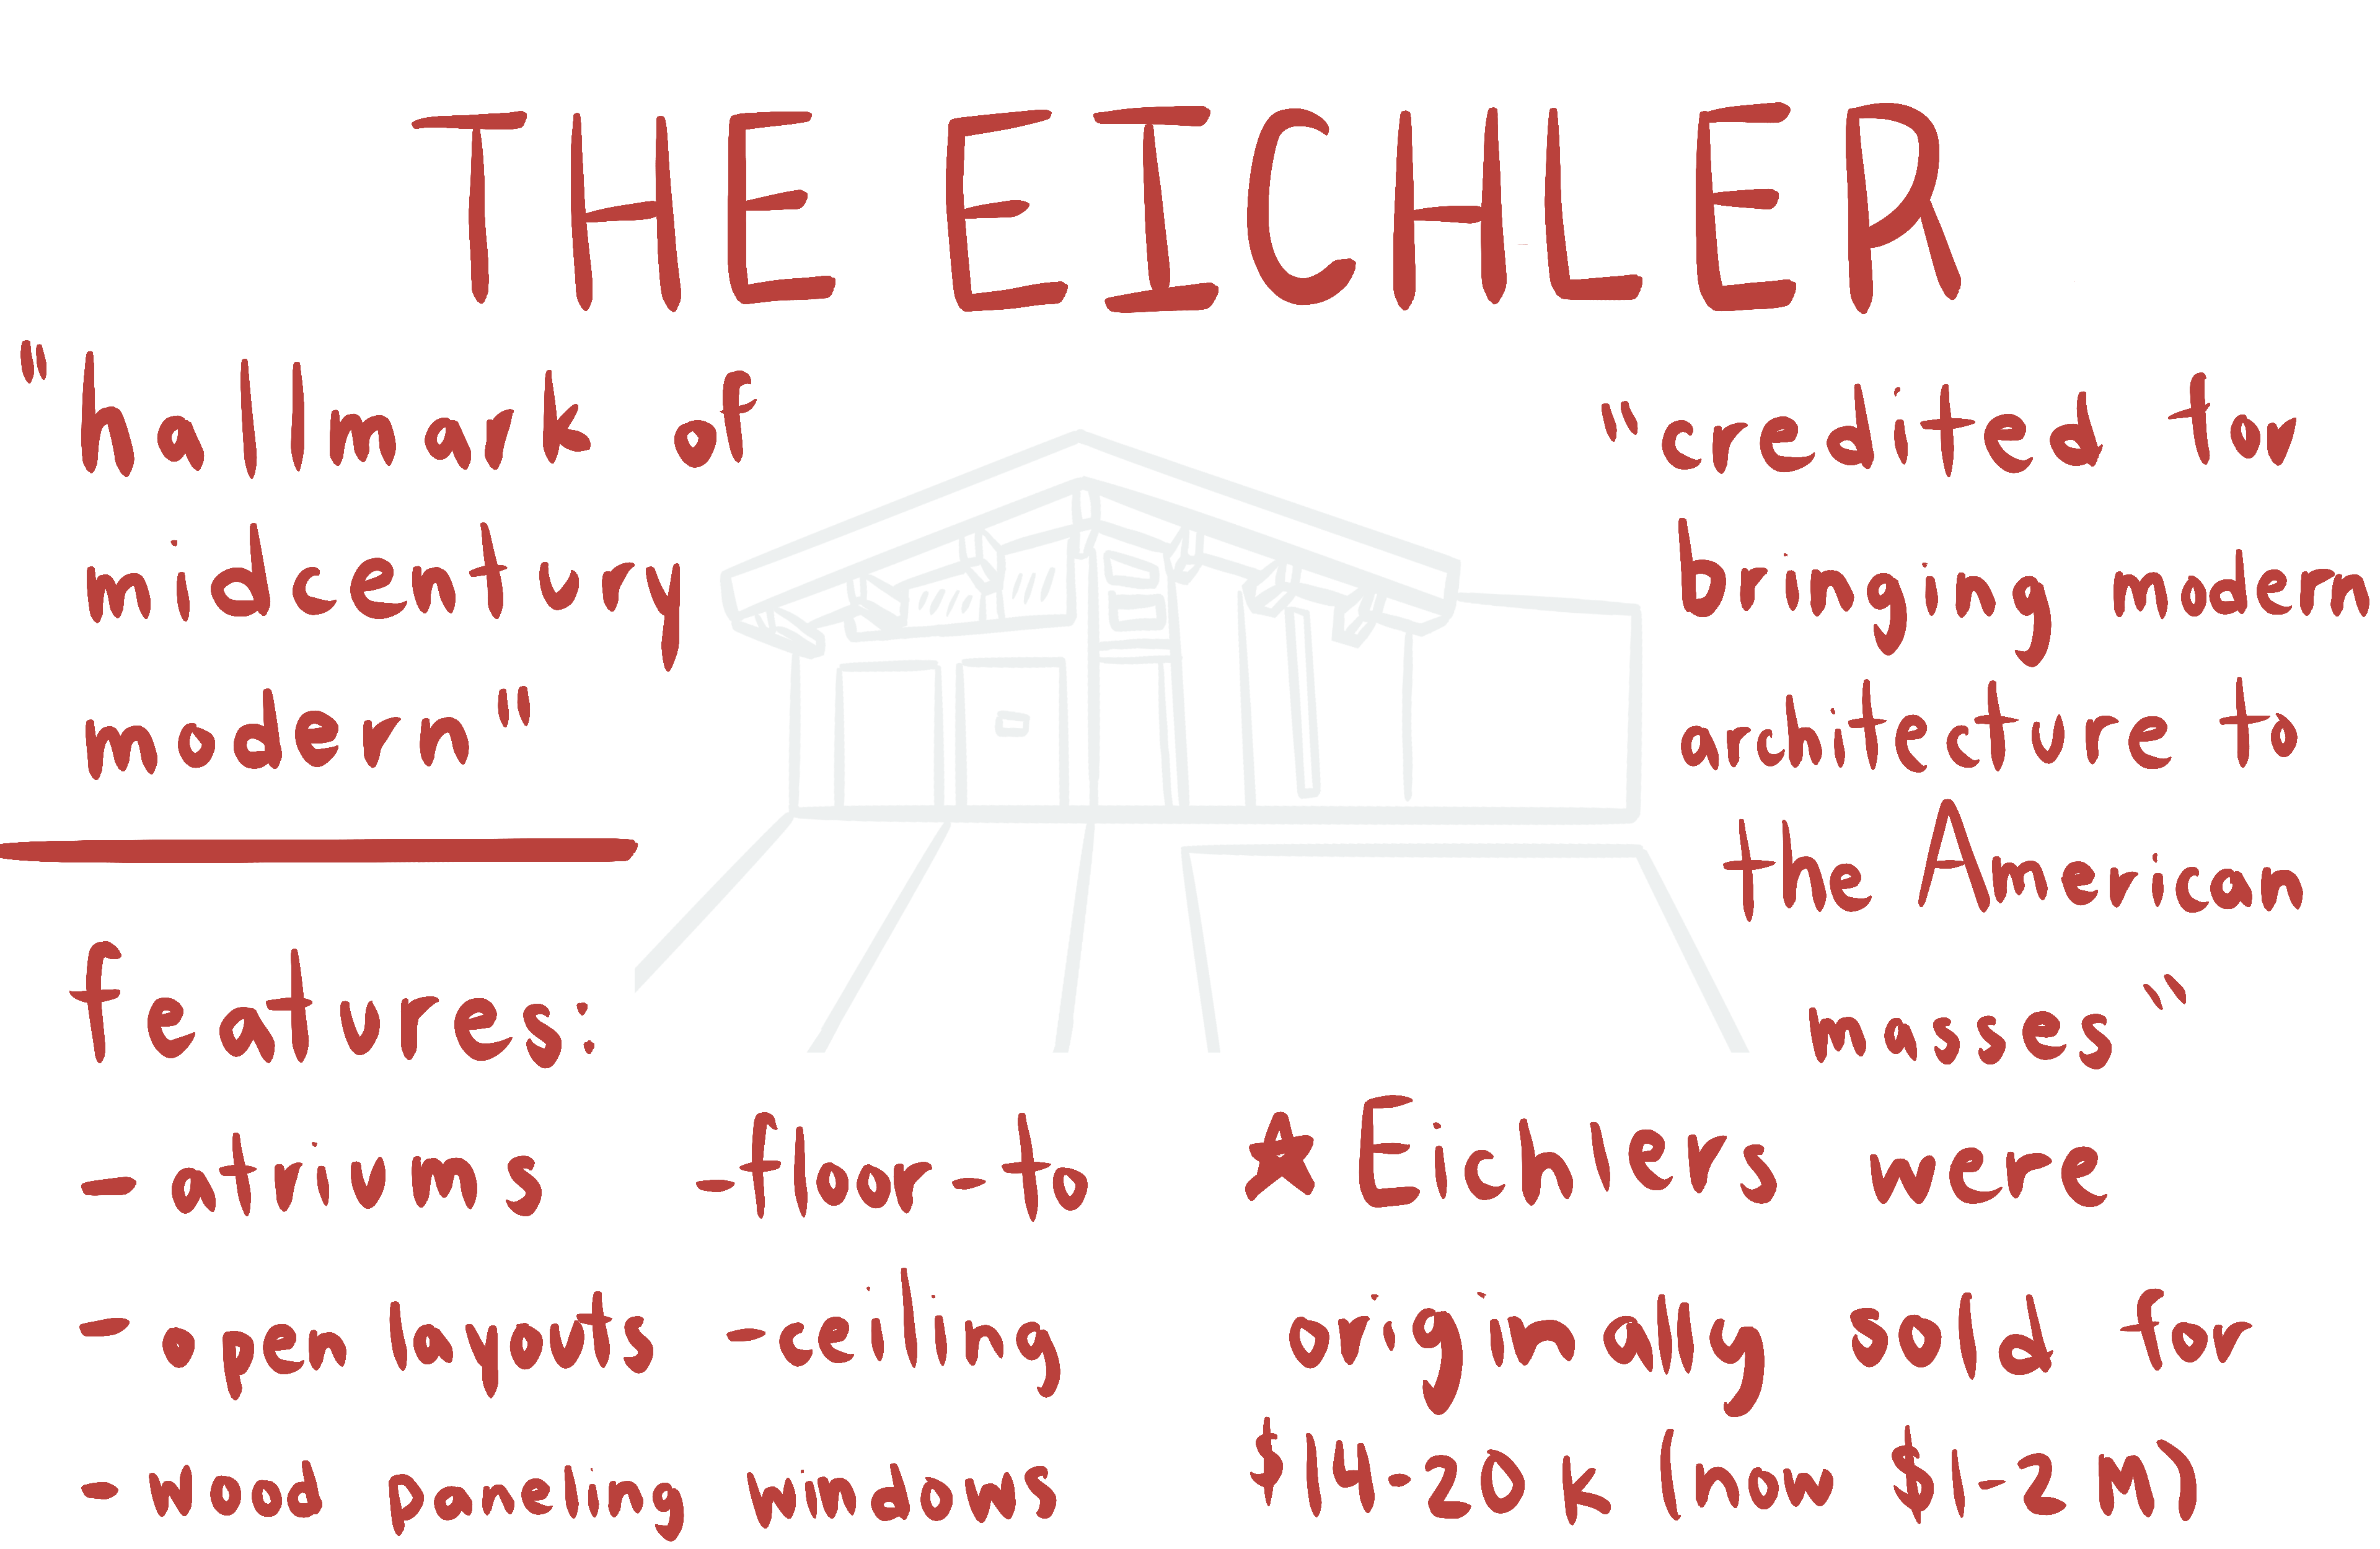 THE EICHLER
"hallmark of
midcentury
modern"
"credited for
bringing modern
architecture to
the American
masses"
features:
- atriums
- open layouts
- wood paneling
- floor-to
-ceiling
windows
★ Eichlers were
originally sold for
$14-20k (now $1-2M)